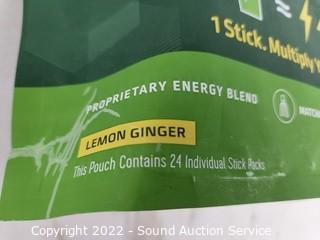 =
1 Stick. Multiply Y
PROPRIETARY ENERGY BLEND
MATCH
LEMON GINGER
This Pouch Contains 24 Individual Stick Packs
Copyright 2022 - Sound Auction Service